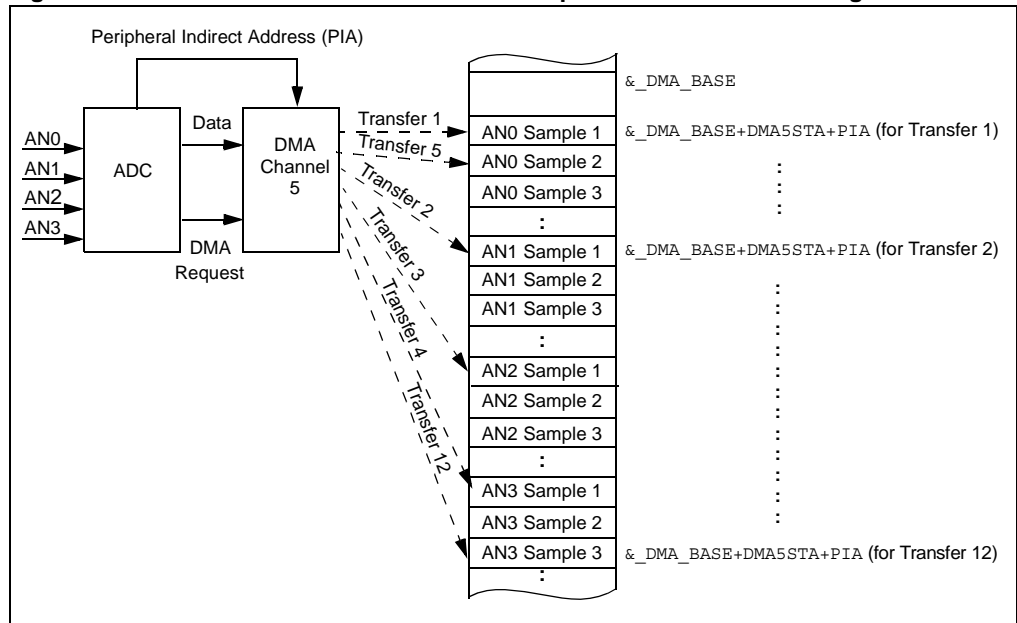 Peripheral Indirect Address (PIA)
&_DMA_BASE
AN0
AN1
AN2
AN3
ADC
Data
DMA
Request
DMA
Channel
5
Transfer 1
Transfer 5
Transfer 2
Transfer 3
Transfer 4
Transfer 12
AN0 Sample 1
&_DMA_BASE+DMA5STA+PIA (for Transfer 1)
AN0 Sample 2
AN0 Sample 3
:
AN1 Sample 1
&_DMA_BASE+DMA5STA+PIA (for Transfer 2)
AN1 Sample 2
AN1 Sample 3
:
AN2 Sample 1
AN2 Sample 2
AN2 Sample 3
:
AN3 Sample 1
AN3 Sample 2
AN3 Sample 3
&_DMA_BASE+DMA5STA+PIA (for Transfer 12)
: